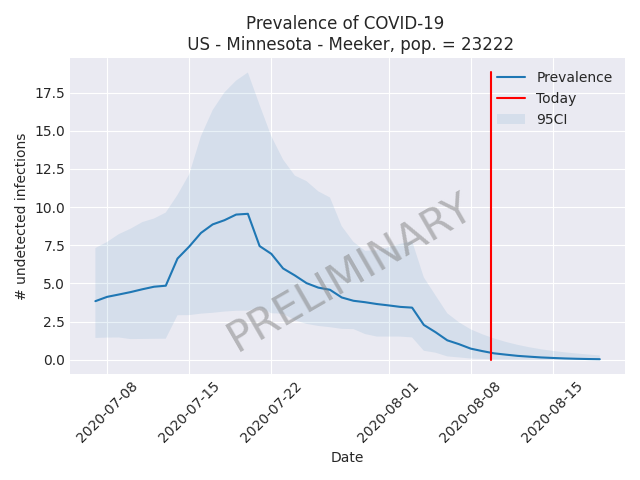 Prevalence of COVID-19
US - Minnesota - Meeker, pop. = 23222
# undetected infections
17.5
15.0
12.5
10.0
7.5
5.0
2.5
0.0
Prevalence
Today
95CI
PRELIMINARY
2020-07-08
2020-07-15
2020-07-22
2020-08-01
2020-08-08
2020-08-15
Date